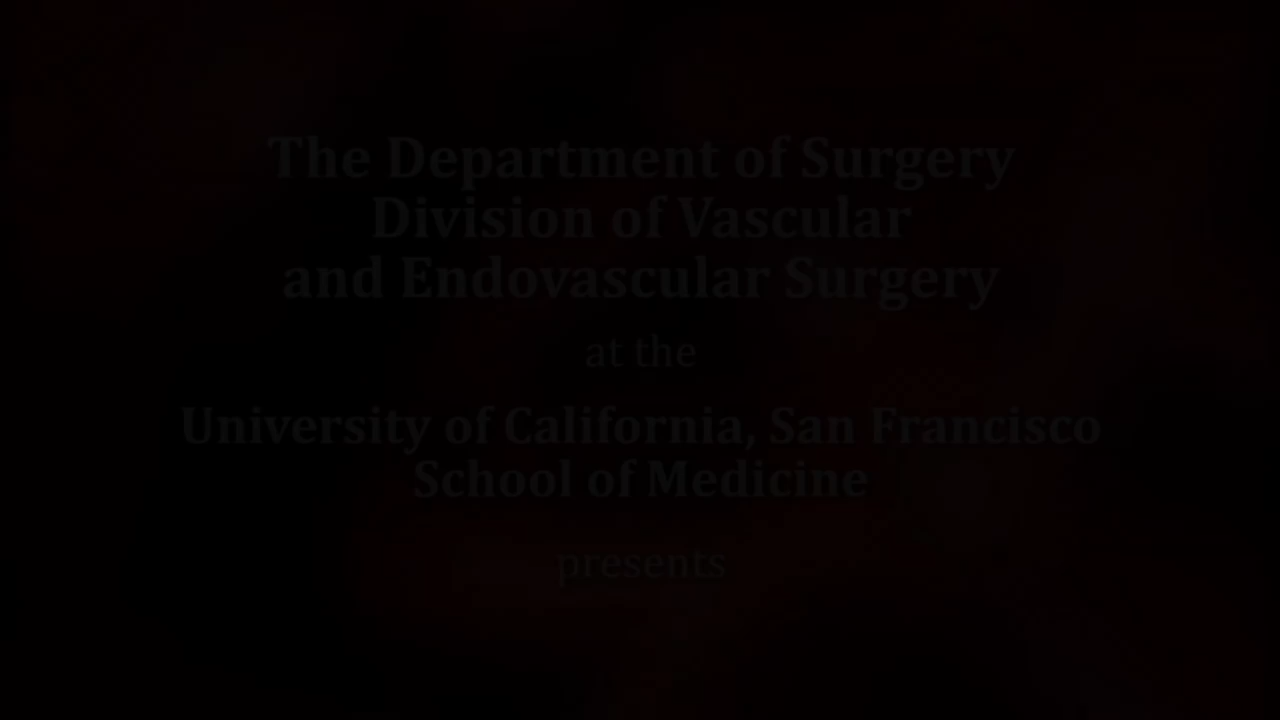 The Department of Surgery
Division of Vascular
and Endovascular Surgery
at the
University of California, San Francisco
School of Medicine
presents